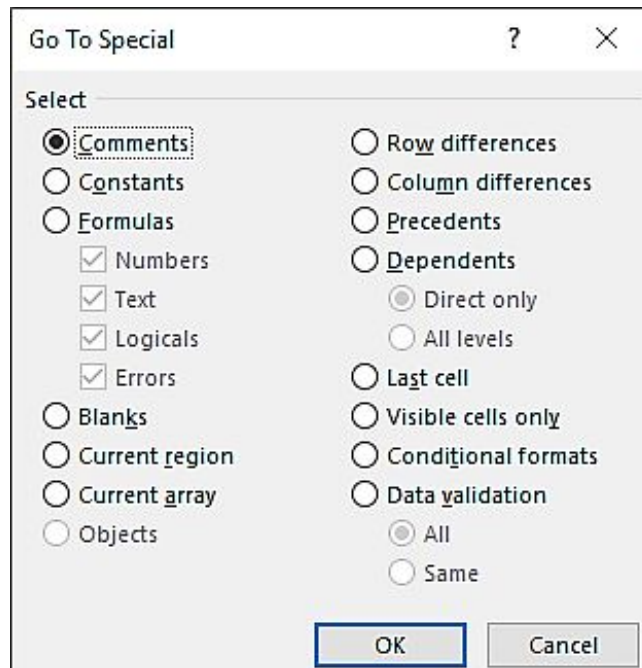 Go To Special ? ×
Select
Comments
Constants
Formulas
Numbers
Text
Logicals
Errors
Blanks
Current region
Current array
Objects
Row differences
Column differences
Precedents
Dependents
Direct only
All levels
Last cell
Visible cells only
Conditional formats
Data validation
All
Same
OK
Cancel